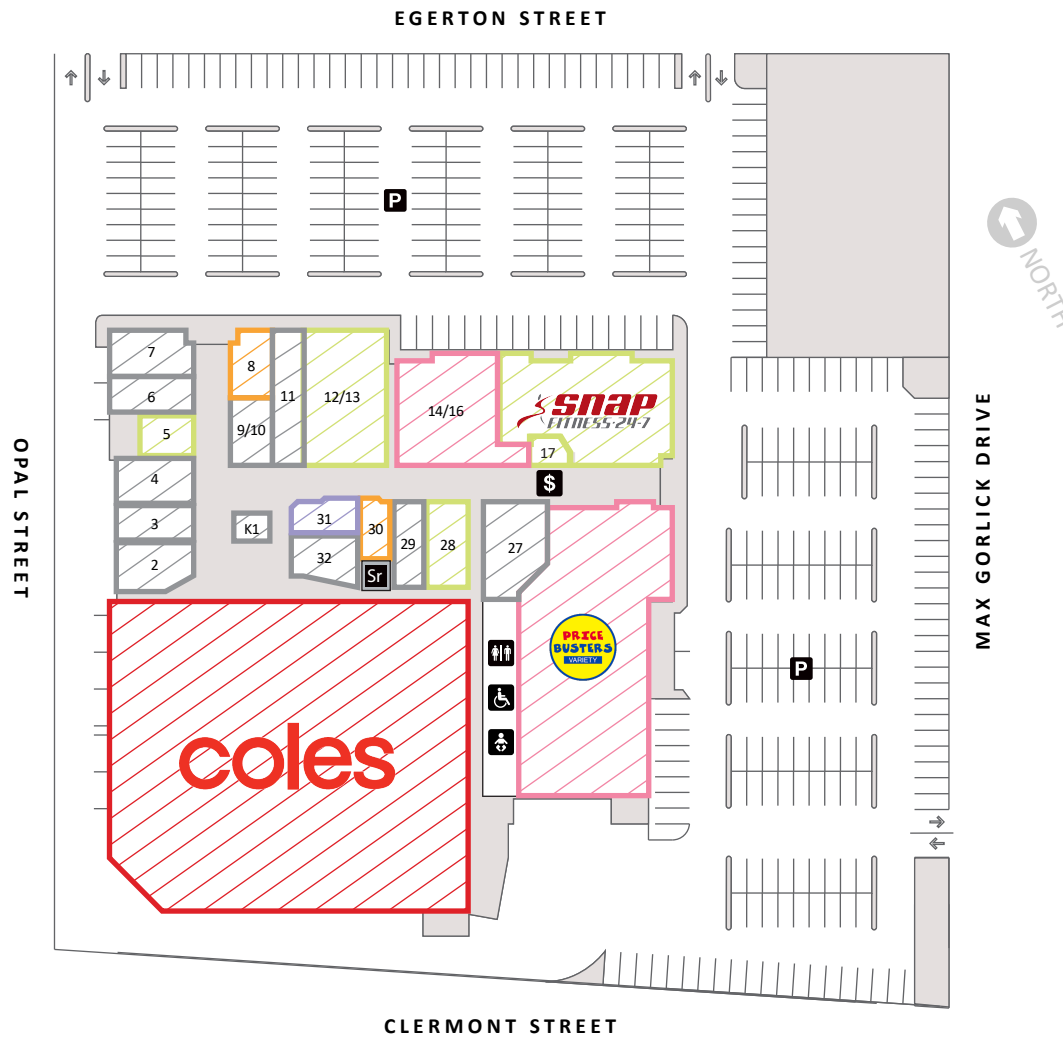 EGERTON STREET
P
NORTH
7
8
6
11
12/13
14/16
snap
FITNESS·24-7
5
9/10
17
4
$
OPAL STREET
MAX GORLICK DRIVE
3
K1
31
30
29
28
27
2
32
Sr
PRICE
BUSTERS
VARIETY
P
coles
CLERMONT STREET